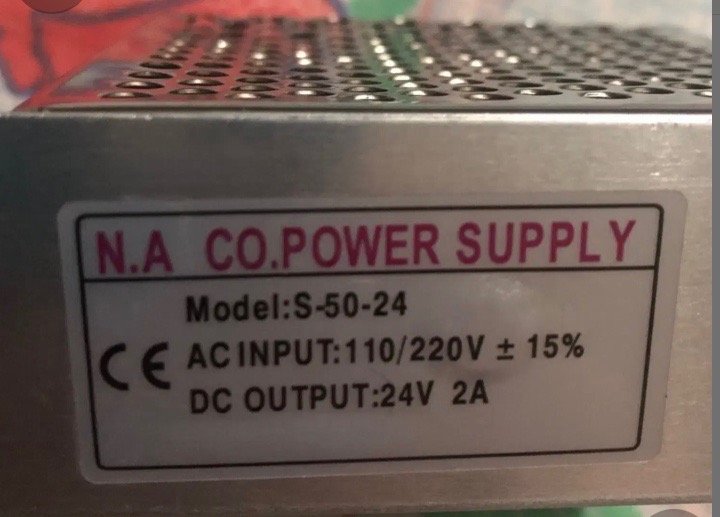 N.A CO.POWER SUPPLY
Model:S-50-24
CE AC INPUT:110/220V ± 15%
DC OUTPUT:24V 2A